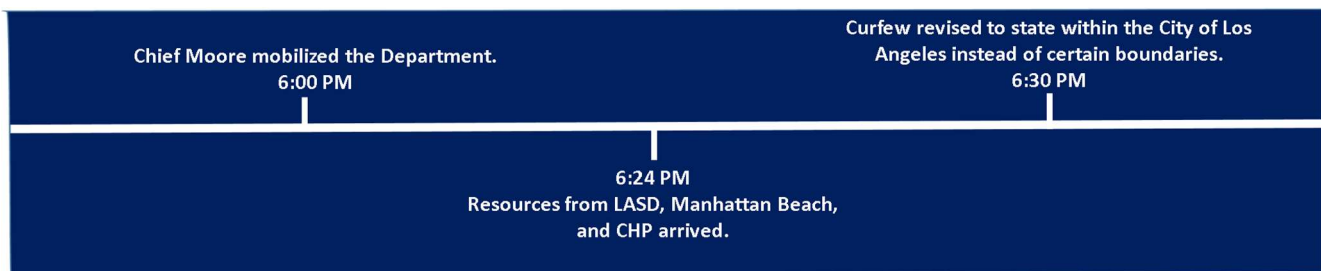 Chief Moore mobilized the Department.
6:00 PM
6:24 PM
Resources from LASD, Manhattan Beach,
and CHP arrived.
Curfew revised to state within the City of Los
Angeles instead of certain boundaries.
6:30 PM